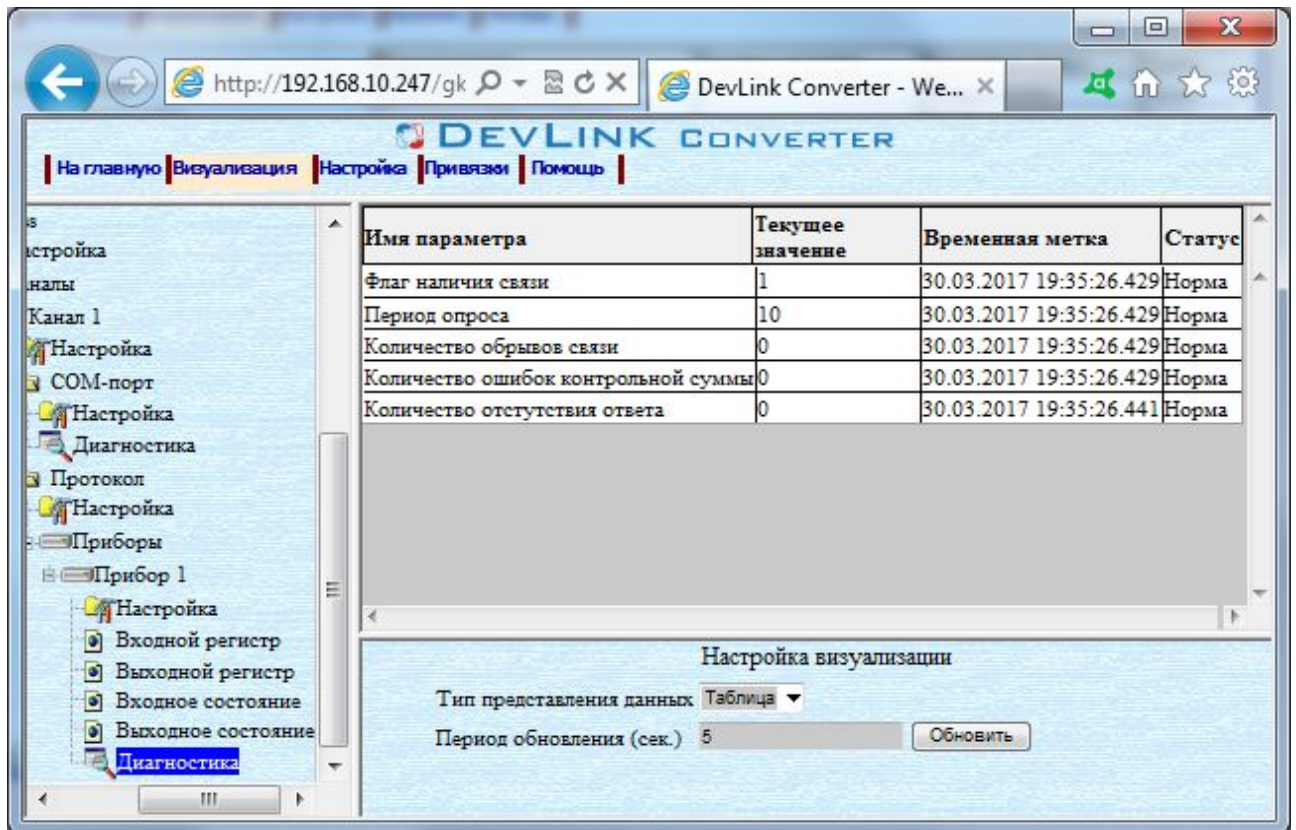 http://192.168.10.247/gk
DevLink Converter - We...
DEVLINK CONVERTER
На главную Визуализация Настройка Привязки Помощь
ss
стройка
налы
Канал 1
Настройка
COM-порт
Настройка
Диагностика
Протокол
Настройка
Приборы
Прибор 1
Настройка
Входной регистр
Выходной регистр
Входное состояние
Выходное состояние
Диагностика
Имя параметра Текущее значение Временная метка Статус
Флаг наличия связи 1 30.03.2017 19:35:26.429 Норма
Период опроса 10 30.03.2017 19:35:26.429 Норма
Количество обрывов связи 0 30.03.2017 19:35:26.429 Норма
Количество ошибок контрольной суммы 0 30.03.2017 19:35:26.429 Норма
Количество отстутствия ответа 0 30.03.2017 19:35:26.441 Норма
Настройка визуализации
Тип представления данных Таблица
Период обновления (сек.) 5 Обновить